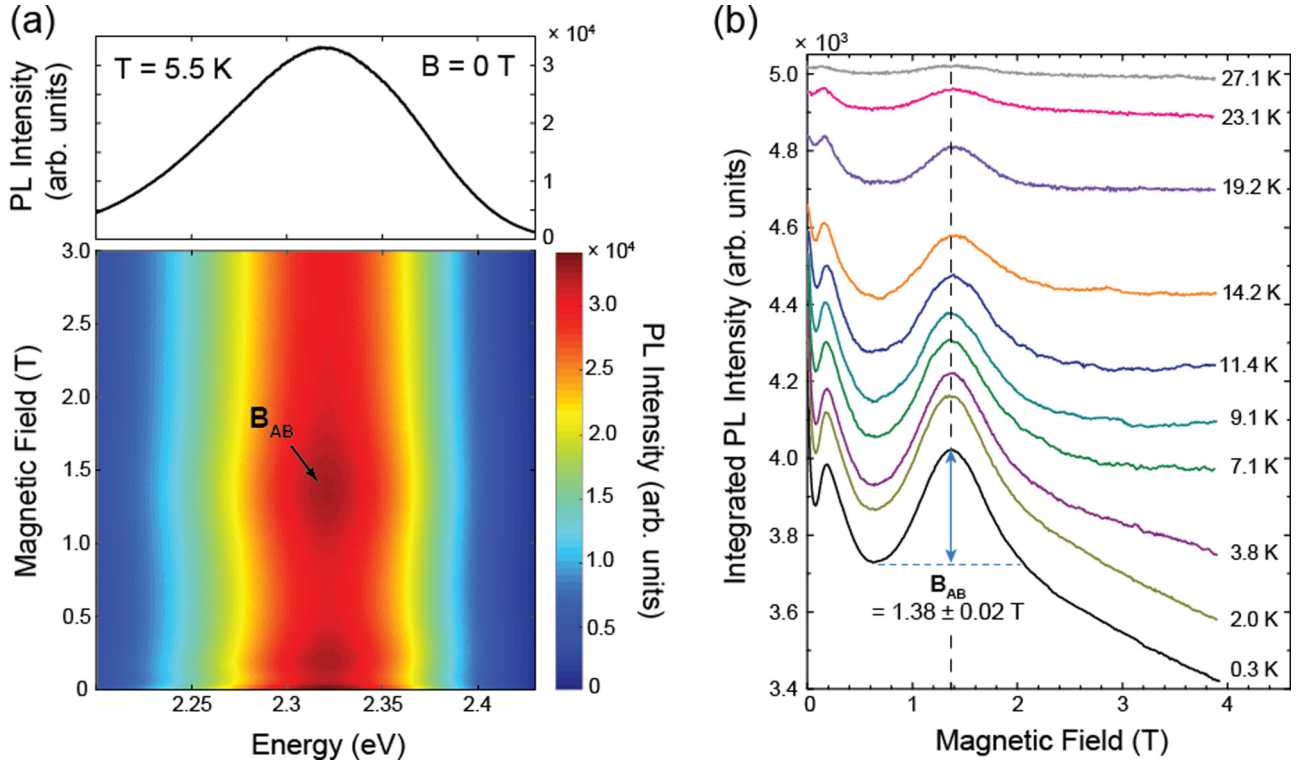 (a)
× 10⁴
T = 5.5 K
B = 0 T
PL Intensity
(arb. units)
3
2
1
0
3.0
2.5
2.0
1.5
1.0
0.5
0
Magnetic Field (T)
B_AB
2.25
2.3
2.35
2.4
Energy (eV)
× 10⁴
3.0
2.5
2.0
1.5
1.0
0.5
0
PL Intensity (arb. units)
(b)
× 10³
5.0
4.8
4.6
4.4
4.2
4.0
3.8
3.6
3.4
Integrated PL Intensity (arb. units)
27.1 K
23.1 K
19.2 K
14.2 K
11.4 K
9.1 K
7.1 K
3.8 K
2.0 K
0.3 K
B_AB
= 1.38 ± 0.02 T
0
1
2
3
4
Magnetic Field (T)